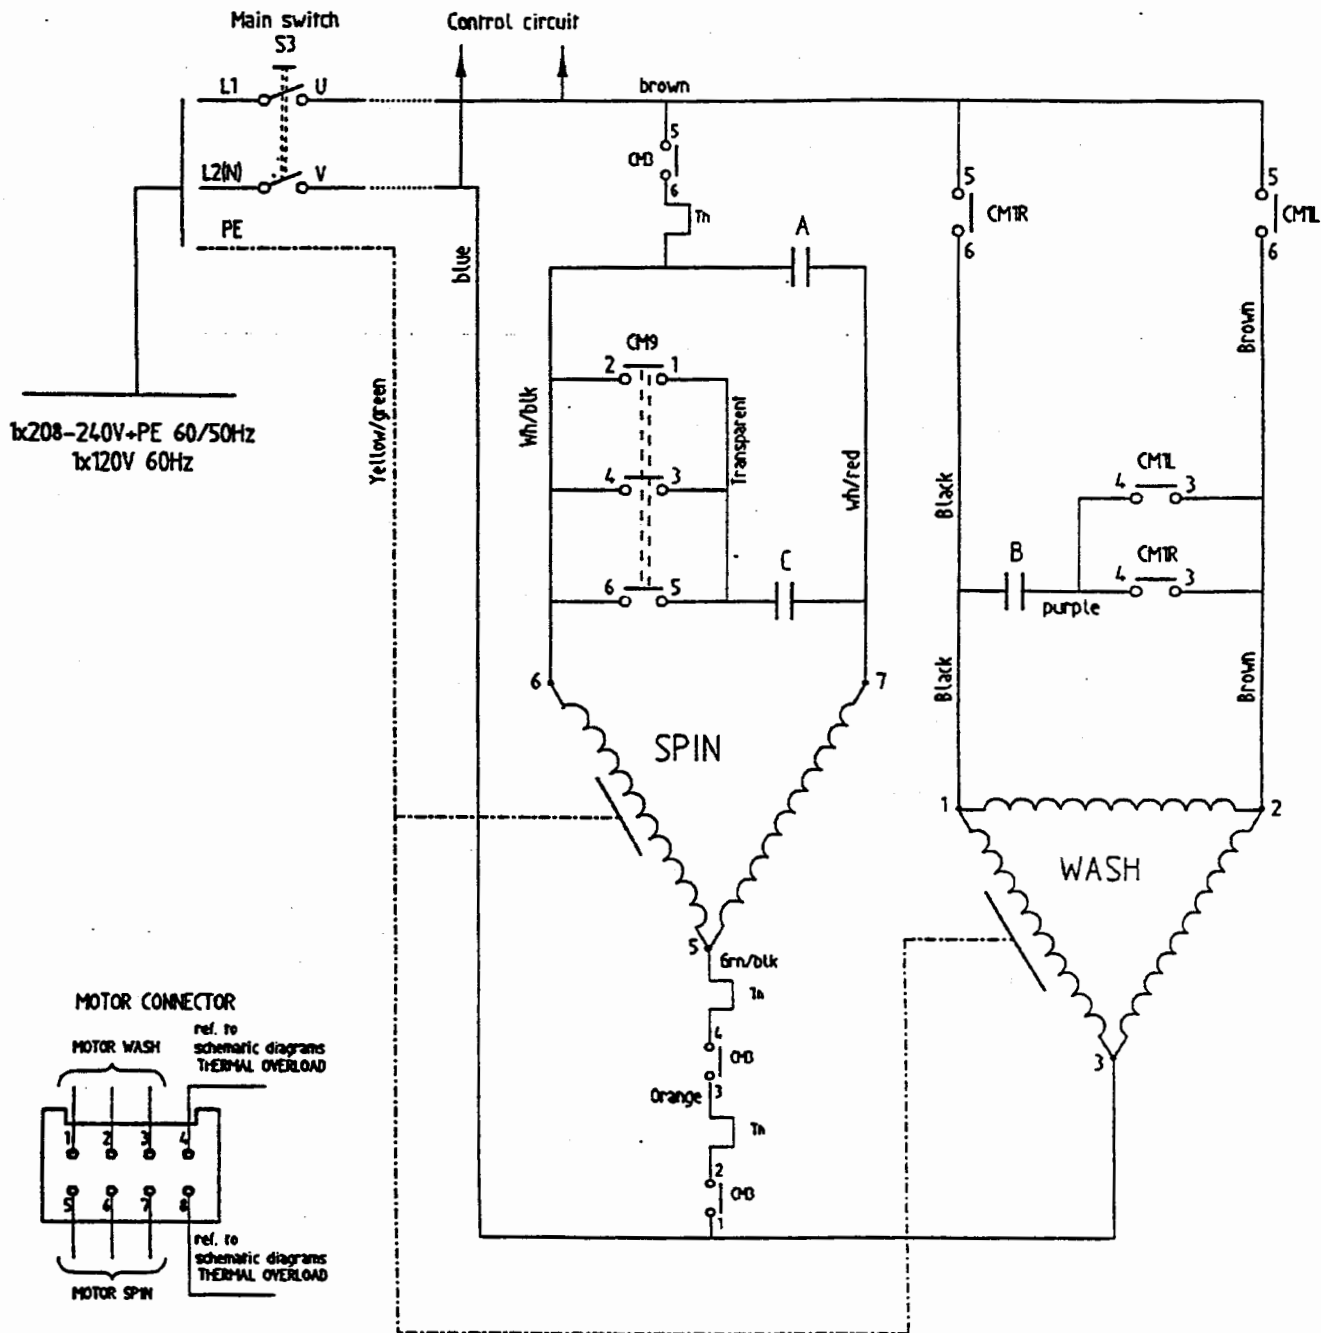 Main switch
S3
Control circuit
L1
U
brown
L2(N)
V
PE
5
CM3
6
Th
A
5
CM1R
6
5
CM1L
6
blue
Brown
1x208-240V+PE 60/50Hz
1x120V 60Hz
Yellow/green
Wh/blk
CM9
2
1
4
3
6
5
Transparent
wh/red
C
Black
CM1L
4
3
B
CM1R
4
3
purple
Black
Brown
6
7
SPIN
5
1
2
WASH
3
Grn/blk
Th
4
CM3
3
Orange
Th
2
CM3
1
MOTOR CONNECTOR
MOTOR WASH
ref. to
schematic diagrams
THERMAL OVERLOAD
1 2 3 4
5 6 7 8
MOTOR SPIN
ref. to
schematic diagrams
THERMAL OVERLOAD